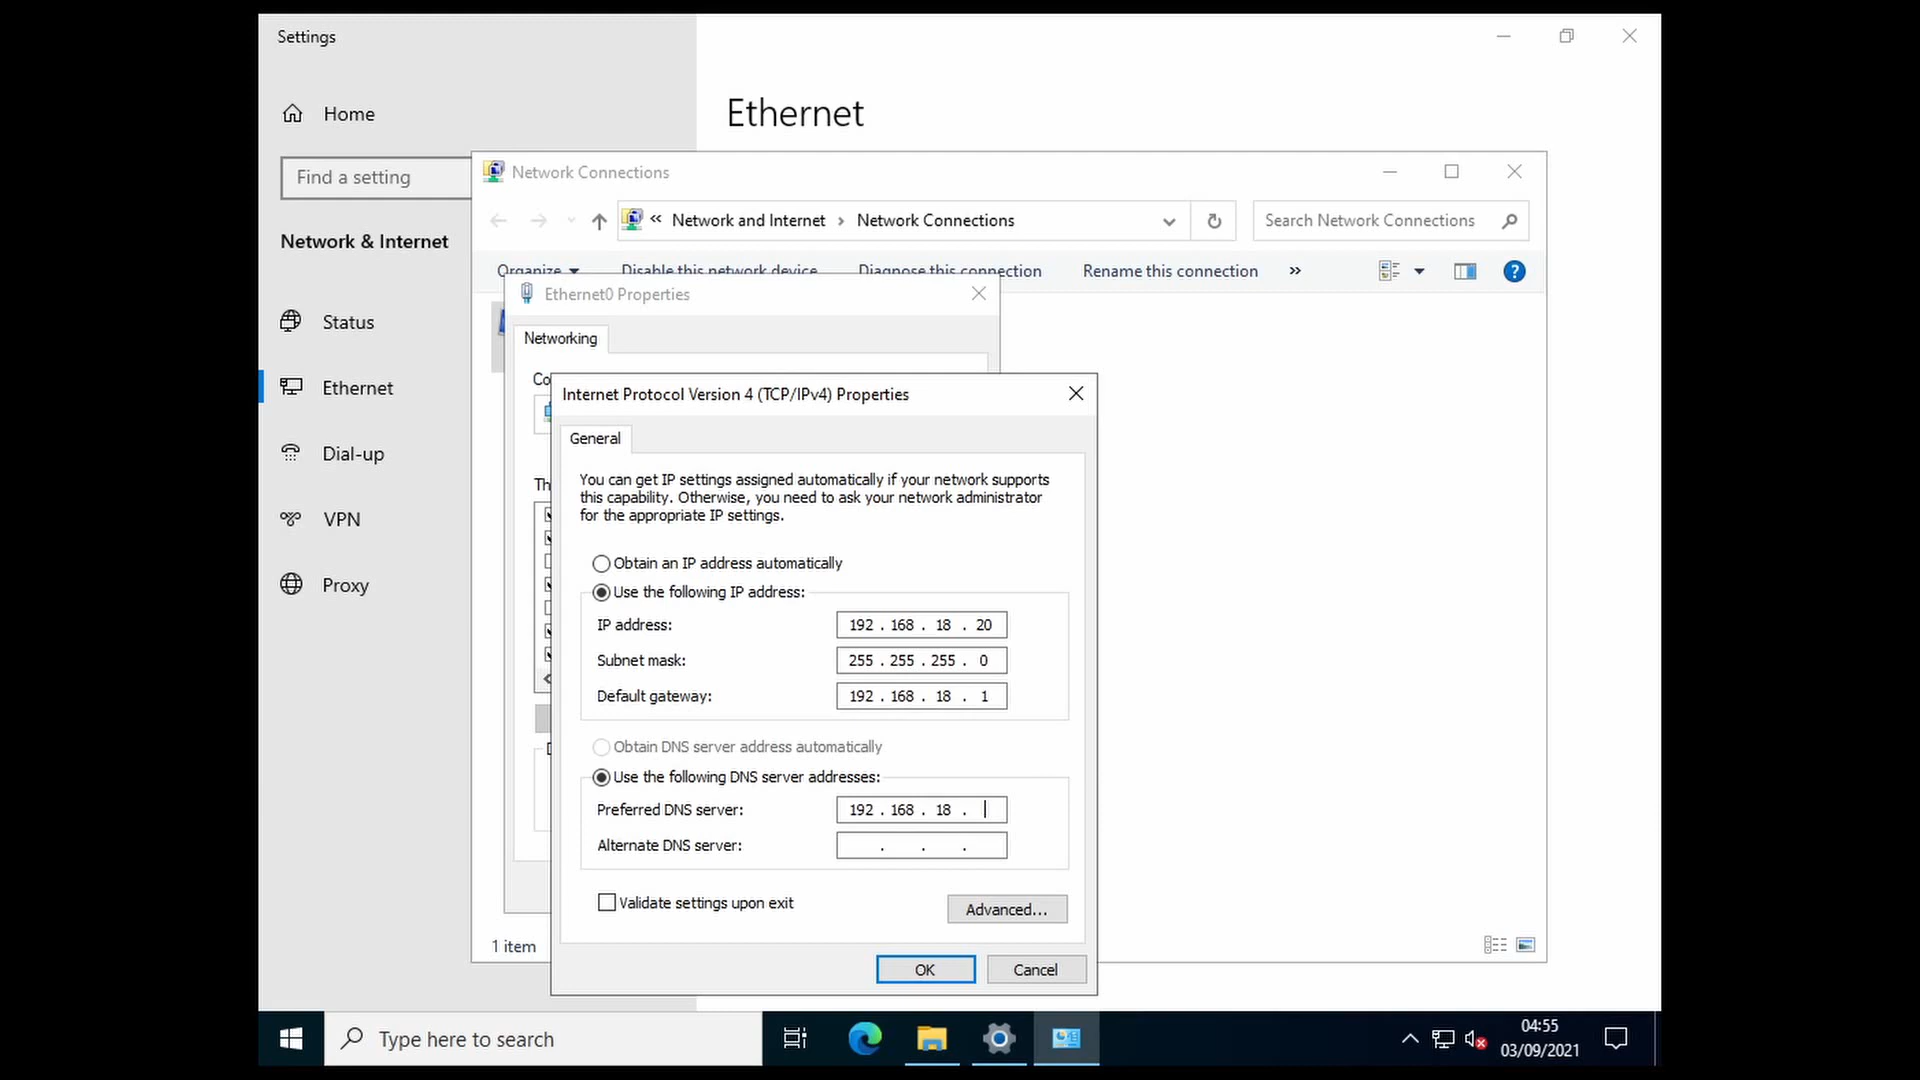 Settings
Home
Ethernet
Find a setting
Network & Internet
Status
Ethernet
Dial-up
VPN
Proxy
Network Connections
« Network and Internet › Network Connections
Search Network Connections
Organize
Disable this network device
Diagnose this connection
Rename this connection
»
Ethernet0 Properties
Networking
Co
Th
D
Internet Protocol Version 4 (TCP/IPv4) Properties
General
You can get IP settings assigned automatically if your network supports
this capability. Otherwise, you need to ask your network administrator
for the appropriate IP settings.
Obtain an IP address automatically
Use the following IP address:
IP address: 192 . 168 . 18 . 20
Subnet mask: 255 . 255 . 255 . 0
Default gateway: 192 . 168 . 18 . 1
Obtain DNS server address automatically
Use the following DNS server addresses:
Preferred DNS server: 192 . 168 . 18 .
Alternate DNS server: . . .
Validate settings upon exit
Advanced...
OK
Cancel
1 item
Type here to search
04:55
03/09/2021